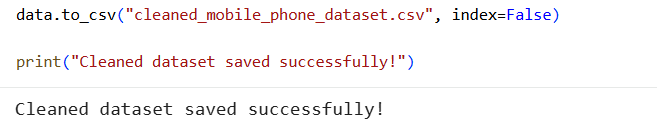 data.to_csv("cleaned_mobile_phone_dataset.csv", index=False)
print("Cleaned dataset saved successfully!")
Cleaned dataset saved successfully!